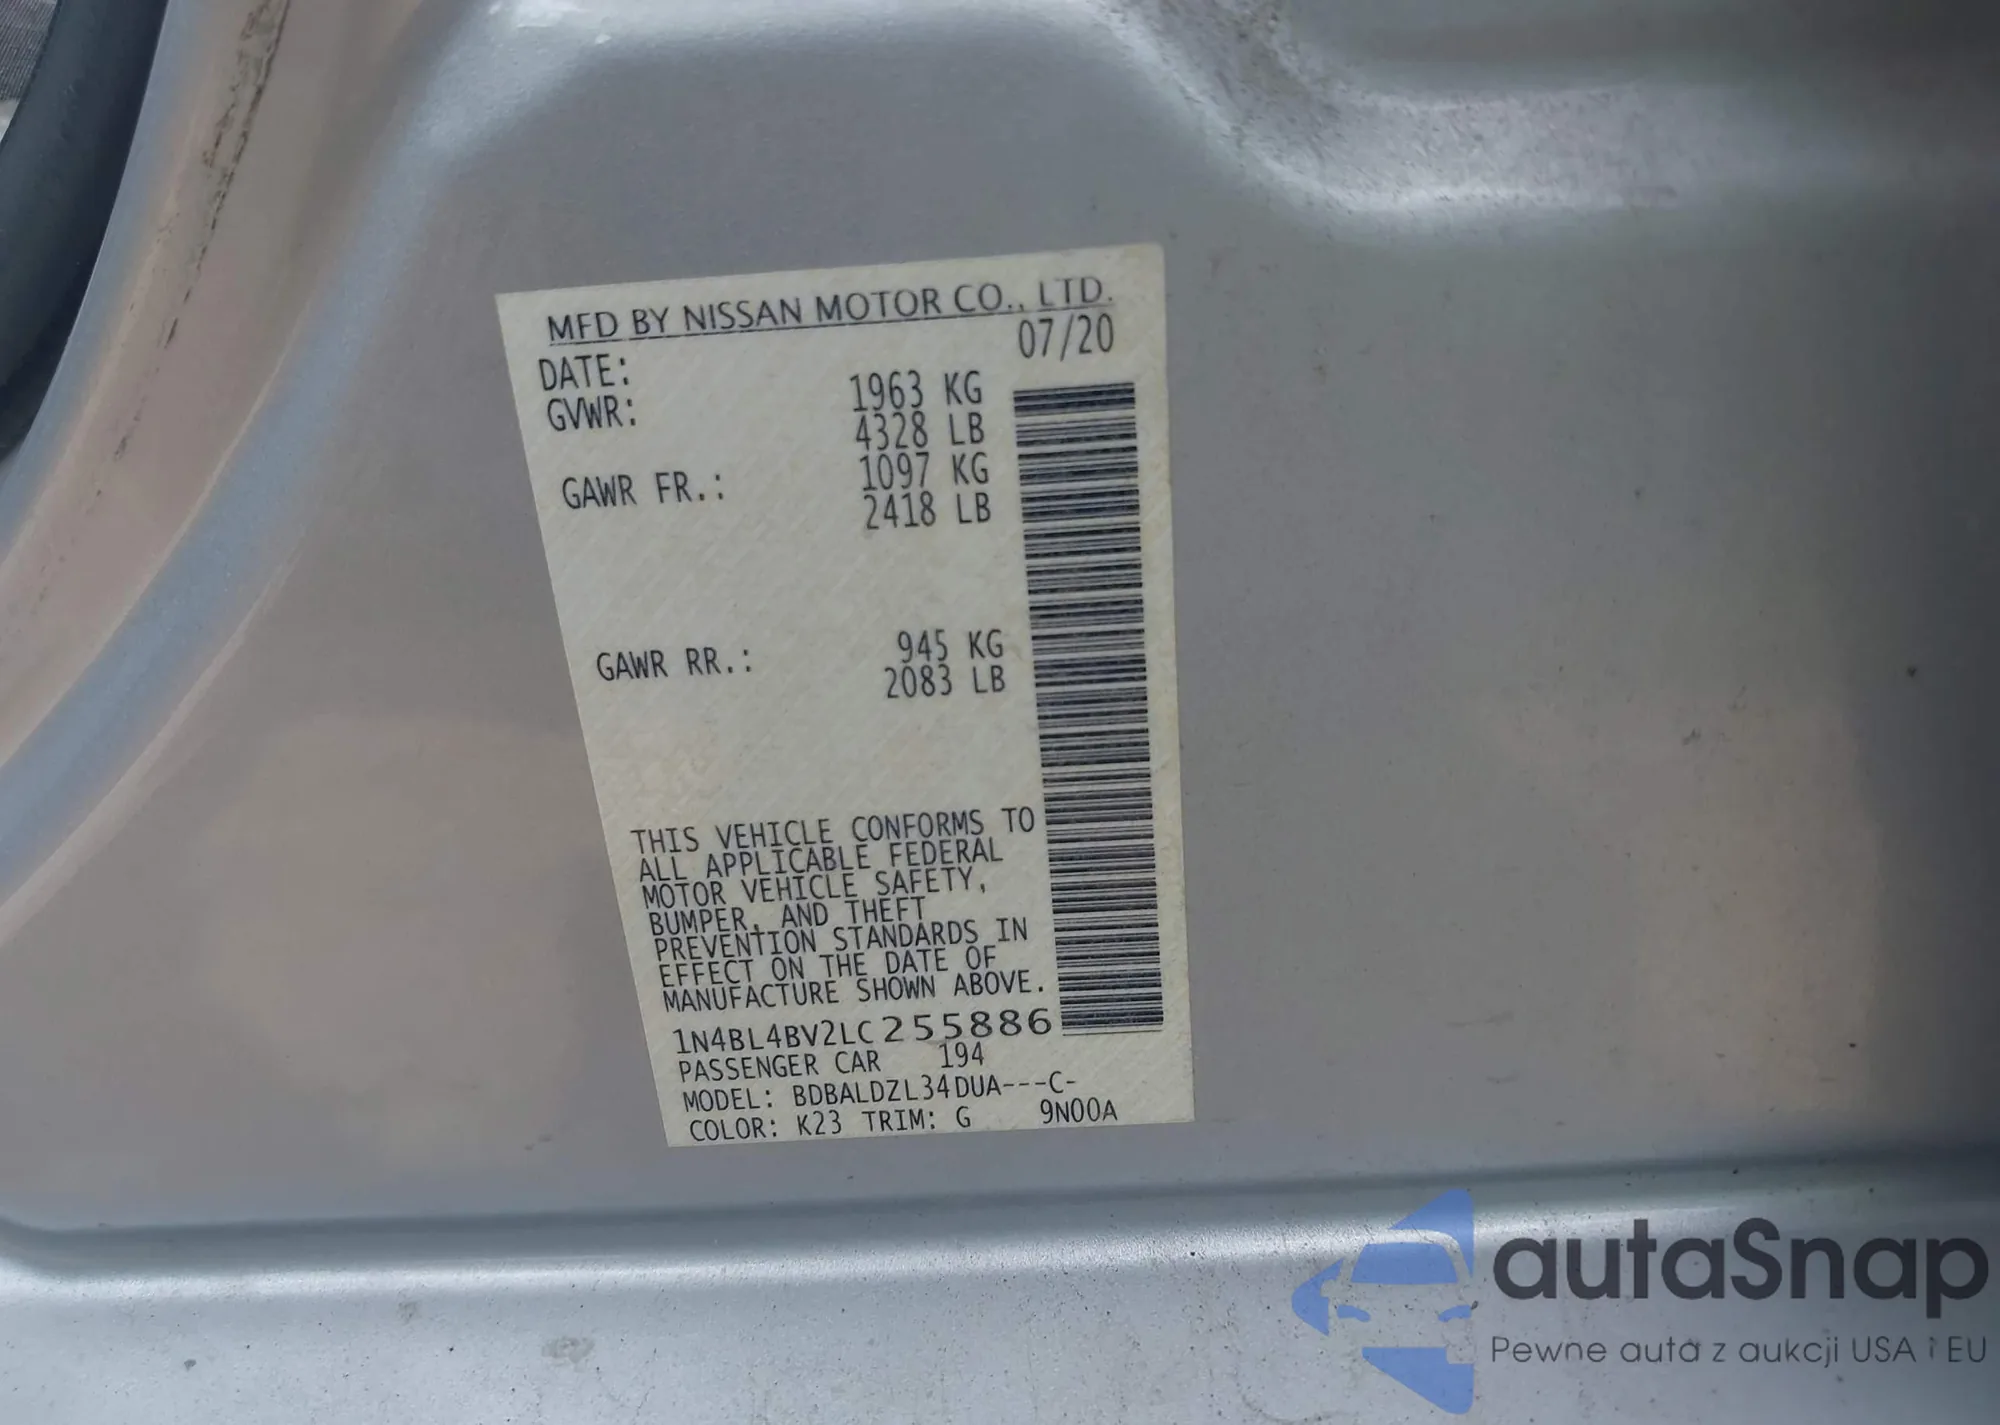 MFD BY NISSAN MOTOR CO., LTD.
DATE: 07/20
GVWR: 1963 KG
4328 LB
GAWR FR.: 1097 KG
2418 LB
GAWR RR.: 945 KG
2083 LB
THIS VEHICLE CONFORMS TO
ALL APPLICABLE FEDERAL
MOTOR VEHICLE SAFETY,
BUMPER, AND THEFT
PREVENTION STANDARDS IN
EFFECT ON THE DATE OF
MANUFACTURE SHOWN ABOVE.
1N4BL4BV2LC255886
PASSENGER CAR 194
MODEL: BDBALDZL34DUA---C-
COLOR: K23 TRIM: G 9N00A
autaSnap
Pewne auta z aukcji USA i EU